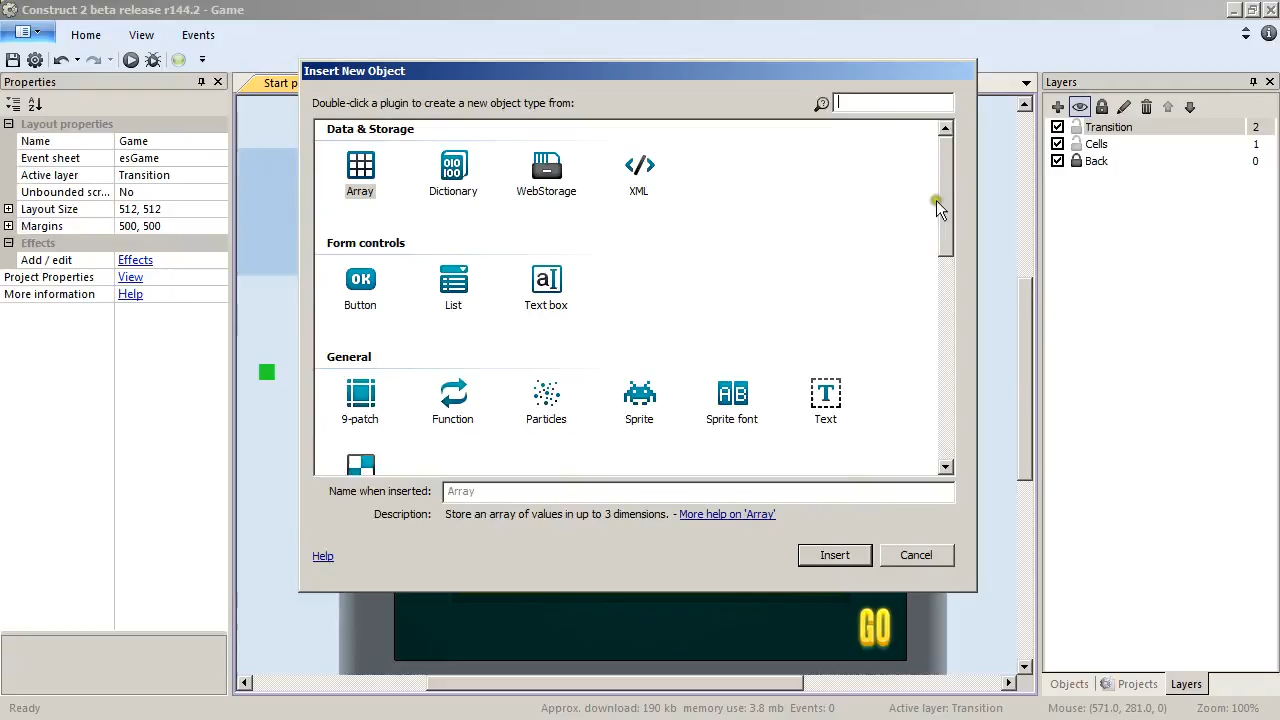 Construct 2 beta release r144.2 - Game
Home View Events
Properties
Layout properties
Name Game
Event sheet esGame
Active layer Transition
Unbounded scr... No
Layout Size 512, 512
Margins 500, 500
Effects
Add / edit Effects
Project Properties View
More information Help
Start p
Insert New Object
Double-click a plugin to create a new object type from:
Data & Storage
Array Dictionary WebStorage XML
Form controls
OK
aI
Button List Text box
General
AB
T
9-patch Function Particles Sprite Sprite font Text
Name when inserted: Array
Description: Store an array of values in up to 3 dimensions. - More help on 'Array'
Help Insert Cancel
GO
Layers
Transition 2
Cells 1
Back 0
Objects Projects Layers
Ready Approx. download: 190 kb memory use: 3.8 mb Events: 0 Active layer: Transition Mouse: (571.0, 281.0, 0) Zoom: 100%